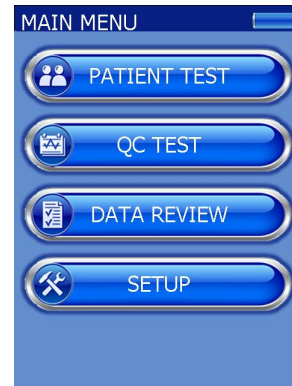 MAIN MENU
PATIENT TEST
QC TEST
DATA REVIEW
SETUP